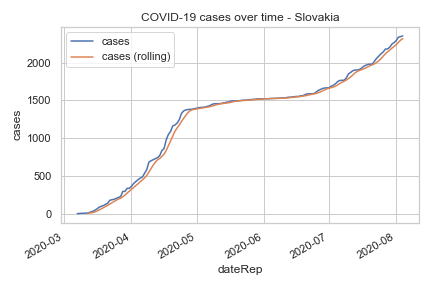 COVID-19 cases over time - Slovakia
cases
cases (rolling)
2000
1500
1000
500
0
cases
2020-03
2020-04
2020-05
2020-06
2020-07
2020-08
dateRep